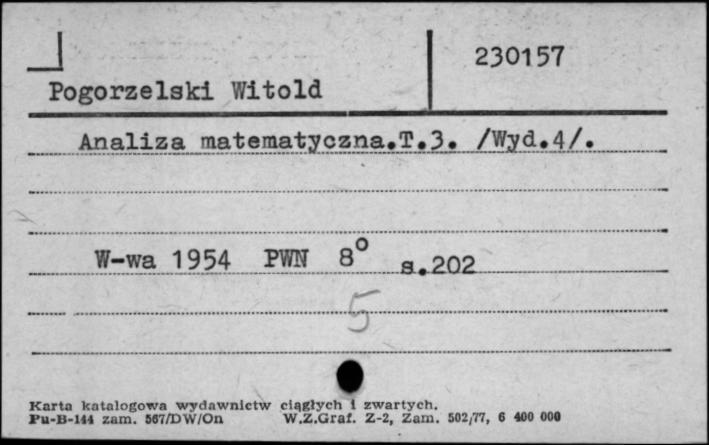 230157
Pogorzelski Witold
Analiza matematyczna.T.3. /Wyd.4/.
W-wa 1954 PWN 8° s.202
5
Karta katalogowa wydawnictw ciągłych i zwartych.
Pu-B-144 zam. 567/DW/On W.Z.Graf. Z-2, Zam. 502/77, 6 400 000